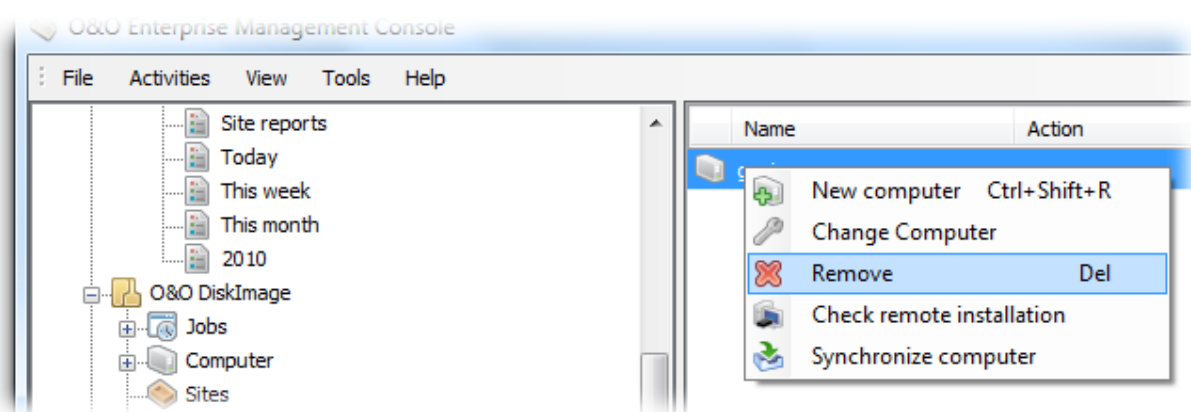 O&O Enterprise Management Console
File Activities View Tools Help
Site reports
Today
This week
This month
2010
O&O DiskImage
Jobs
Computer
Sites
Name Action
New computer Ctrl+Shift+R
Change Computer
Remove Del
Check remote installation
Synchronize computer